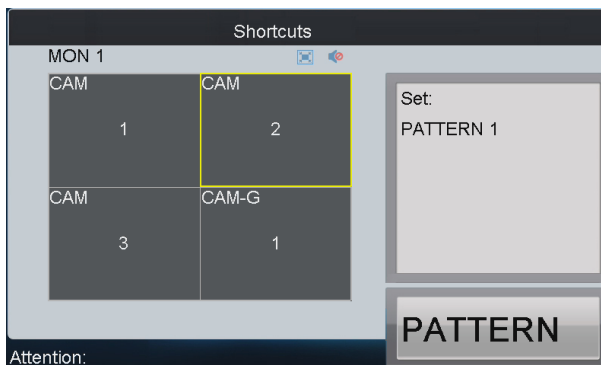 Shortcuts
MON 1
CAM
1
CAM
2
CAM
3
CAM-G
1
Set:
PATTERN 1
PATTERN
Attention: